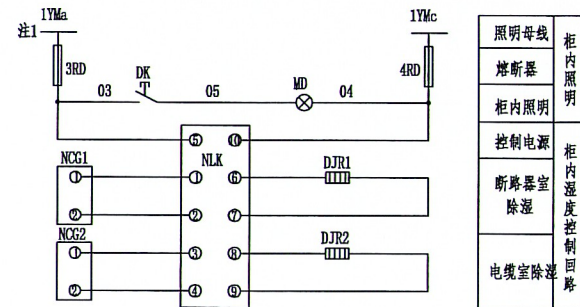 1YMa
1YMc
注1
3RD
DK
MD
4RD
03
05
04
NLK
⑤
⑩
NCG1
①
②
①
②
⑥
⑦
DJR1
NCG2
①
②
③
④
⑧
⑨
DJR2
照明母线
熔断器
柜内照明
控制电源
断路器室
除湿
电缆室除湿
柜内照明
柜内湿度控制回路